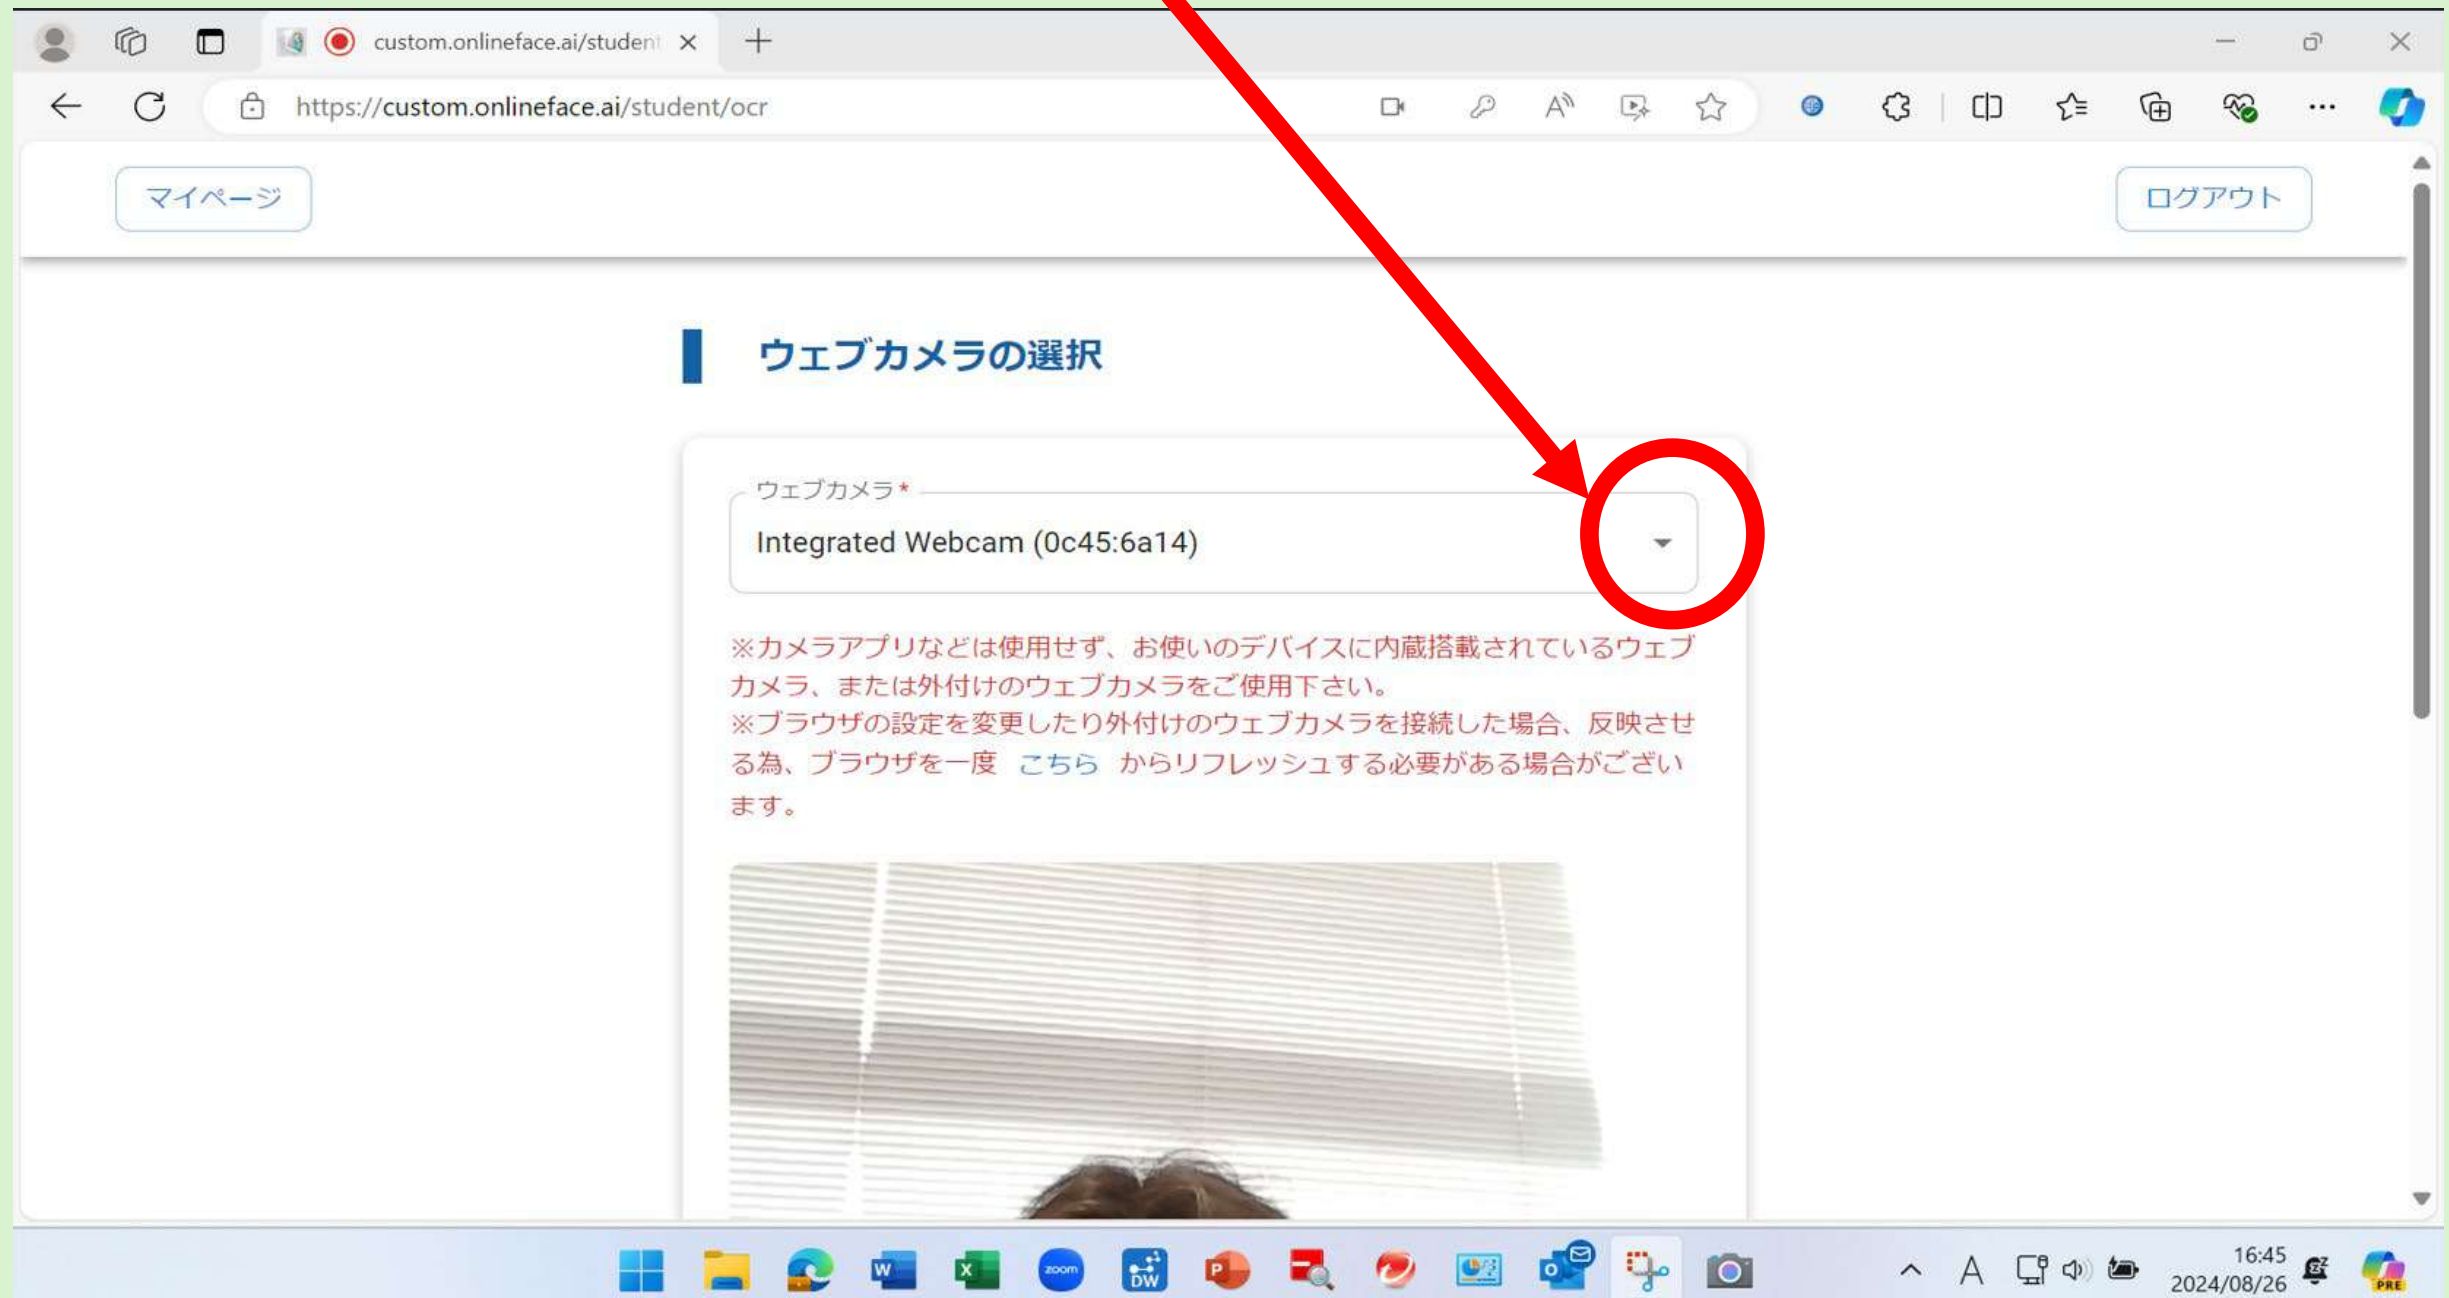 custom.onlineface.ai/student
https://custom.onlineface.ai/student/ocr
マイページ
ログアウト
ウェブカメラの選択
ウェブカメラ*
Integrated Webcam (0c45:6a14)
※カメラアプリなどは使用せず、お使いのデバイスに内蔵搭載されているウェブ
カメラ、または外付けのウェブカメラをご使用下さい。
※ブラウザの設定を変更したり外付けのウェブカメラを接続した場合、反映させ
る為、ブラウザを一度 こちら からリフレッシュする必要がある場合がござい
ます。
zoom
DW
A
16:45
2024/08/26
PRE